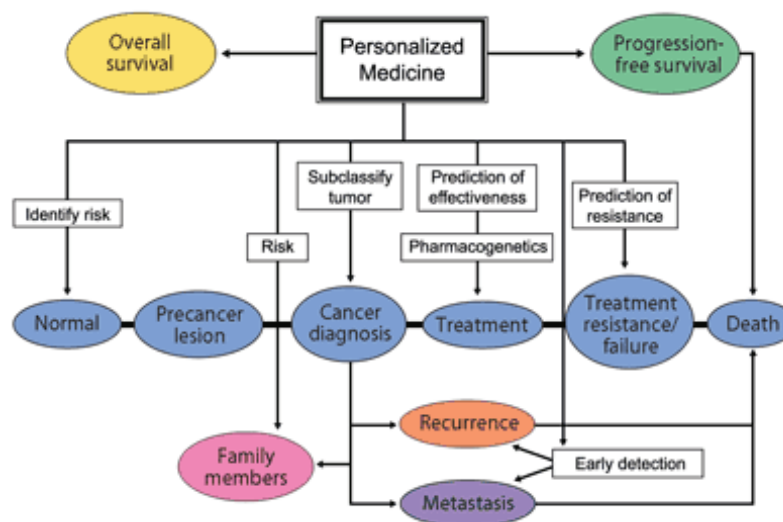 Overall
survival
Personalized
Medicine
Progression-
free survival
Subclassify
tumor
Prediction of
effectiveness
Prediction of
resistance
Identify risk
Risk
Pharmacogenetics
Normal
Precancer
lesion
Cancer
diagnosis
Treatment
Treatment
resistance/
failure
Death
Recurrence
Family
members
Early detection
Metastasis